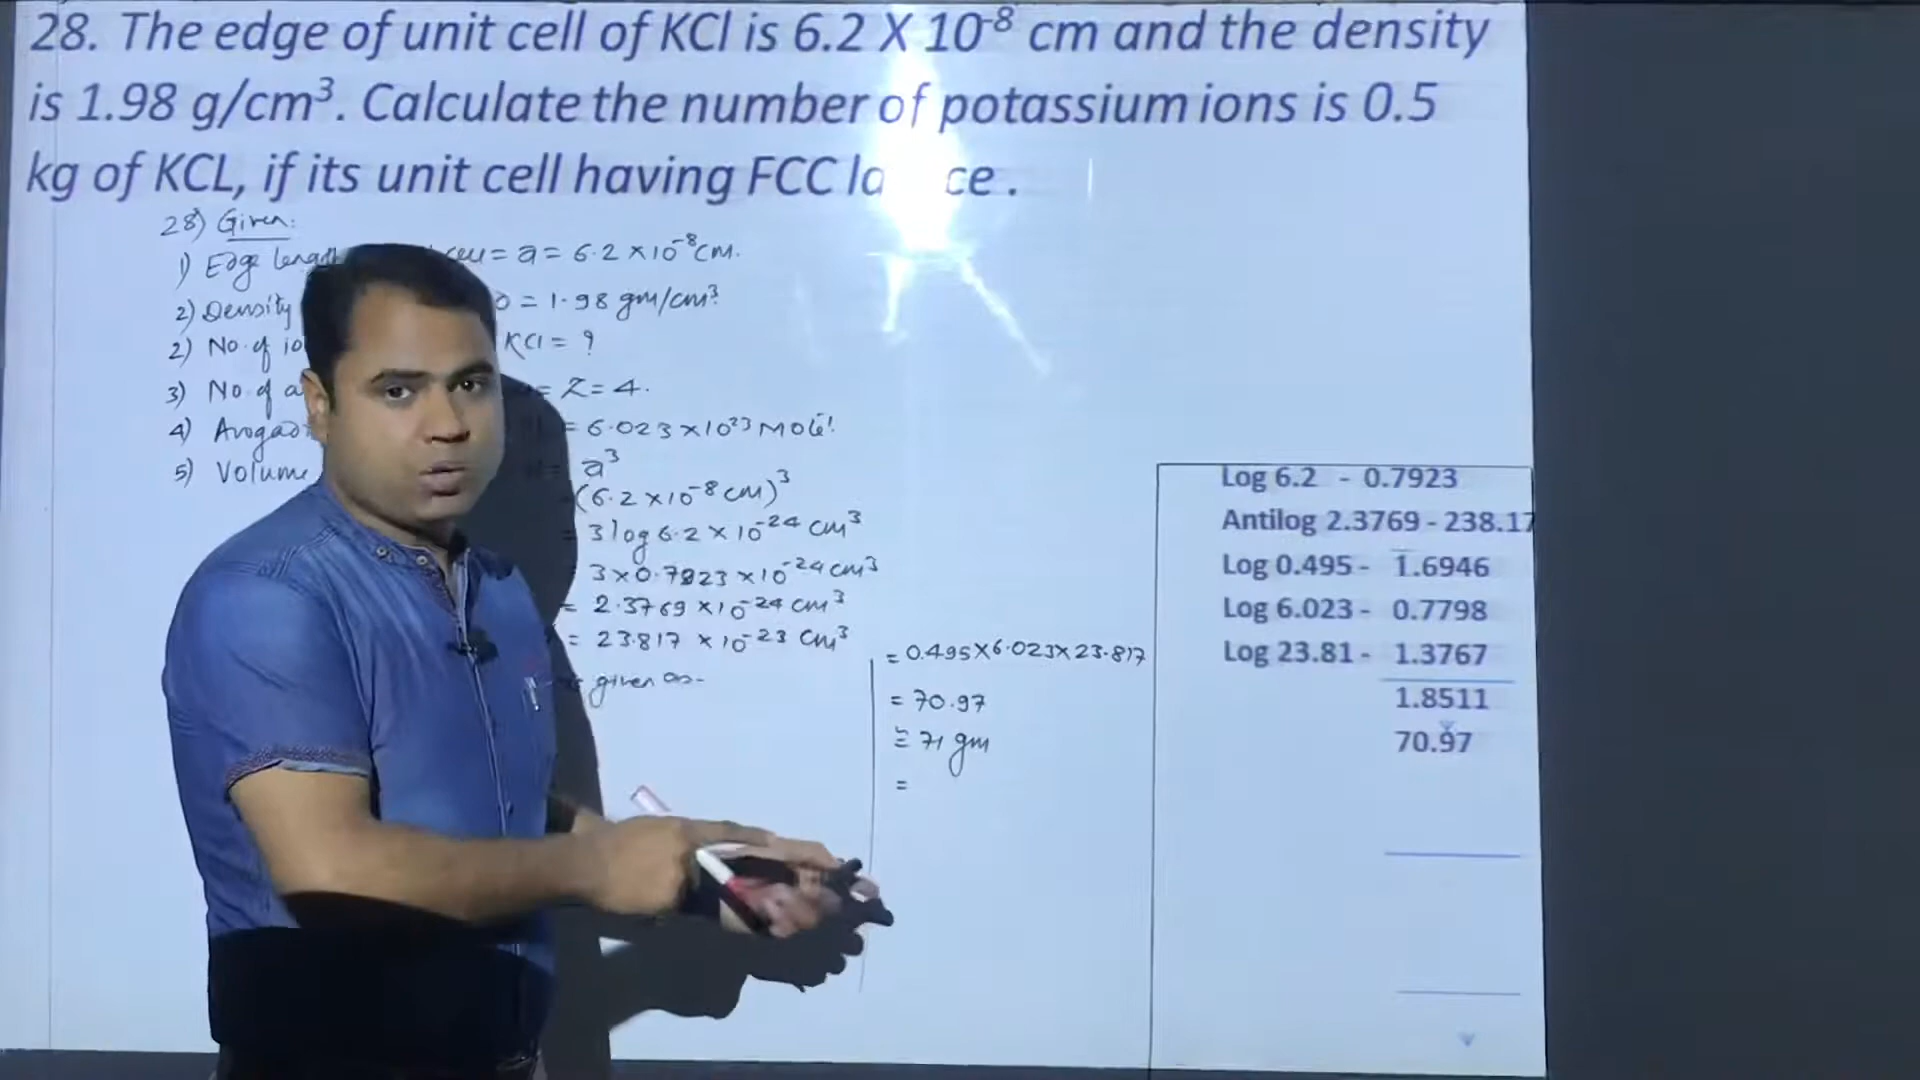 28. The edge of unit cell of KCl is 6.2 X 10⁻⁸ cm and the density
is 1.98 g/cm³. Calculate the number of potassium ions is 0.5
kg of KCL, if its unit cell having FCC la ce .
28) Given:
1) Edge length = a = 6.2 × 10⁻⁸ cm.
2) Density = 1.98 gm/cm³.
2) No. of KCl = ?
3) No. of = Z = 4.
4) = 6.023 × 10²³ Mole⁻¹.
5) Volume = a³
(6.2 × 10⁻⁸ cm)³
= 3 log 6.2 × 10⁻²⁴ cm³
3 × 0.7923 × 10⁻²⁴ cm³
= 2.3769 × 10⁻²⁴ cm³
= 23.817 × 10⁻²³ cm³
given as-
= 0.495 × 6.023 × 23.817
= 70.97
≅ 71 gm
=
Log 6.2 - 0.7923
Antilog 2.3769 - 238.17
Log 0.495 - 1̅.6946
Log 6.023 - 0.7798
Log 23.81 - 1.3767
1.8511
70.97